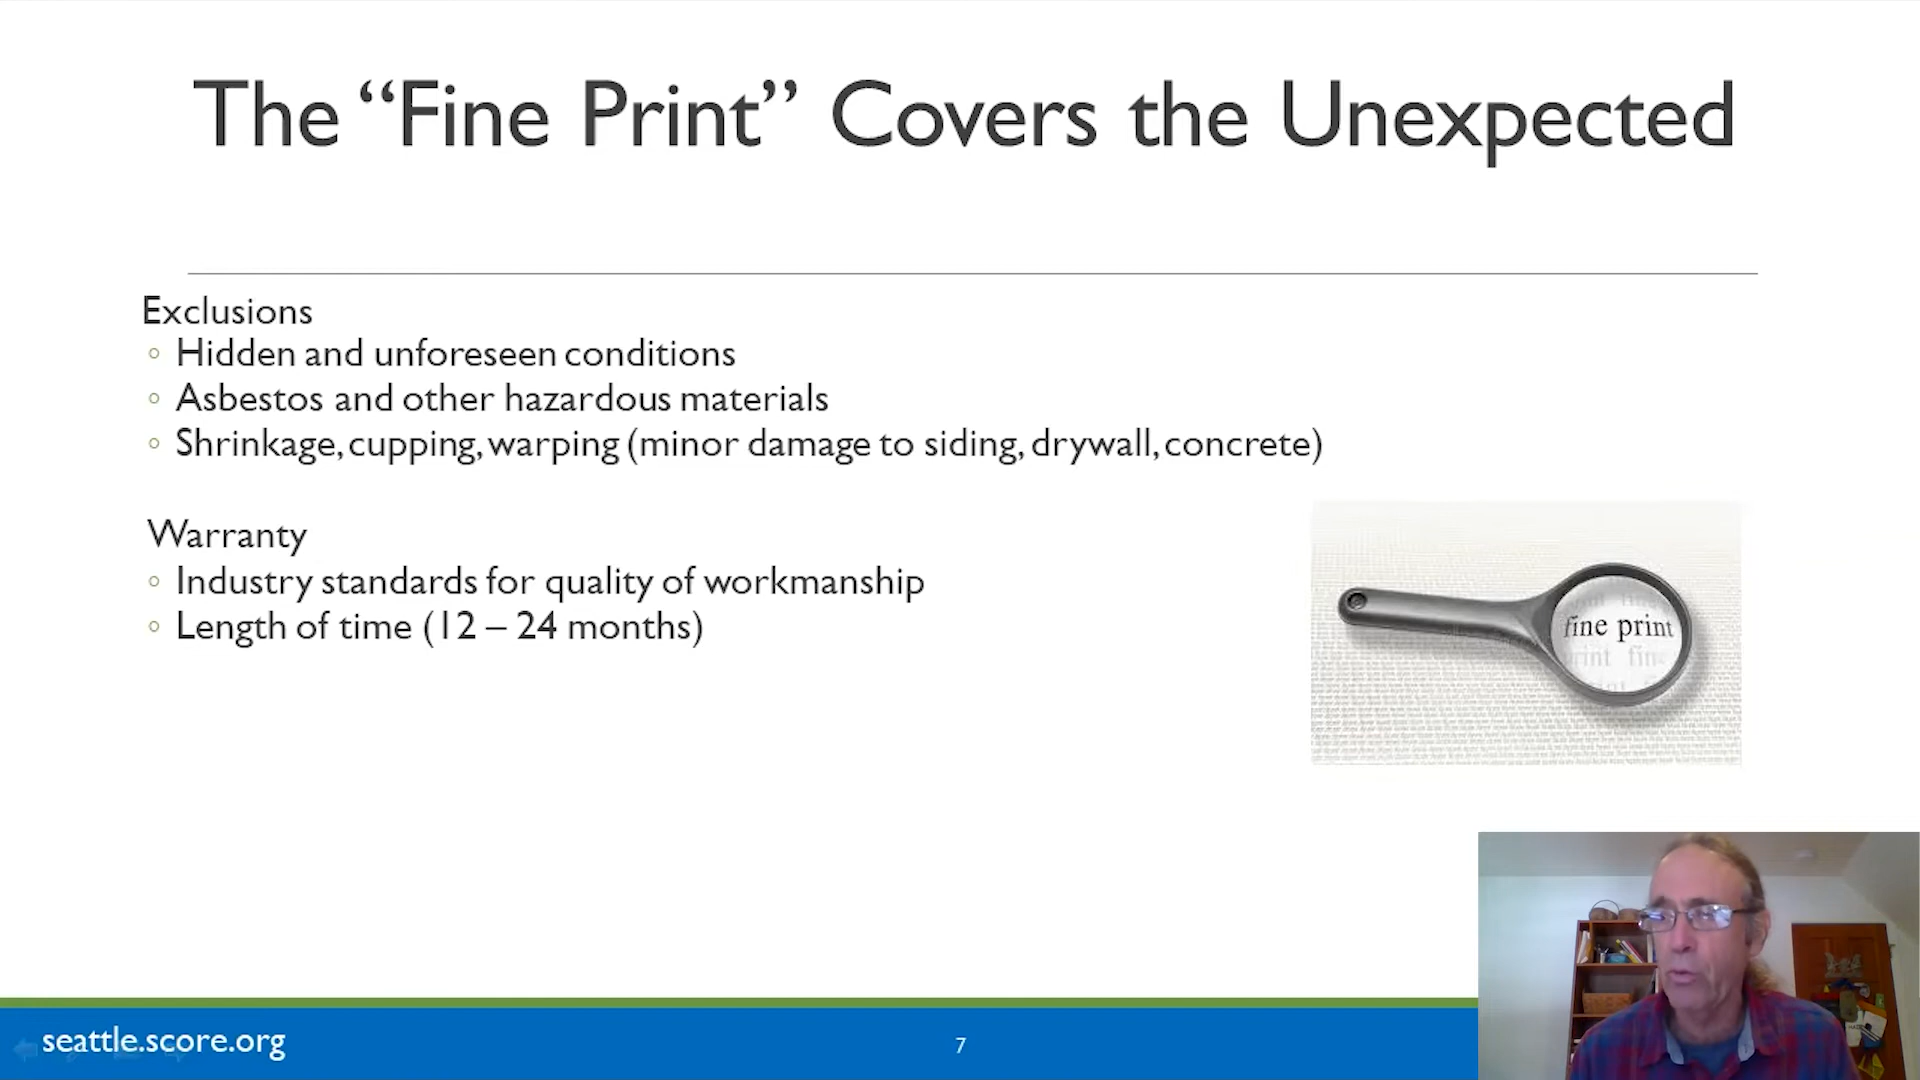 The “Fine Print” Covers the Unexpected
Exclusions
◦ Hidden and unforeseen conditions
◦ Asbestos and other hazardous materials
◦ Shrinkage, cupping, warping (minor damage to siding, drywall, concrete)
Warranty
◦ Industry standards for quality of workmanship
◦ Length of time (12 – 24 months)
fine print
print fin
seattle.score.org
7